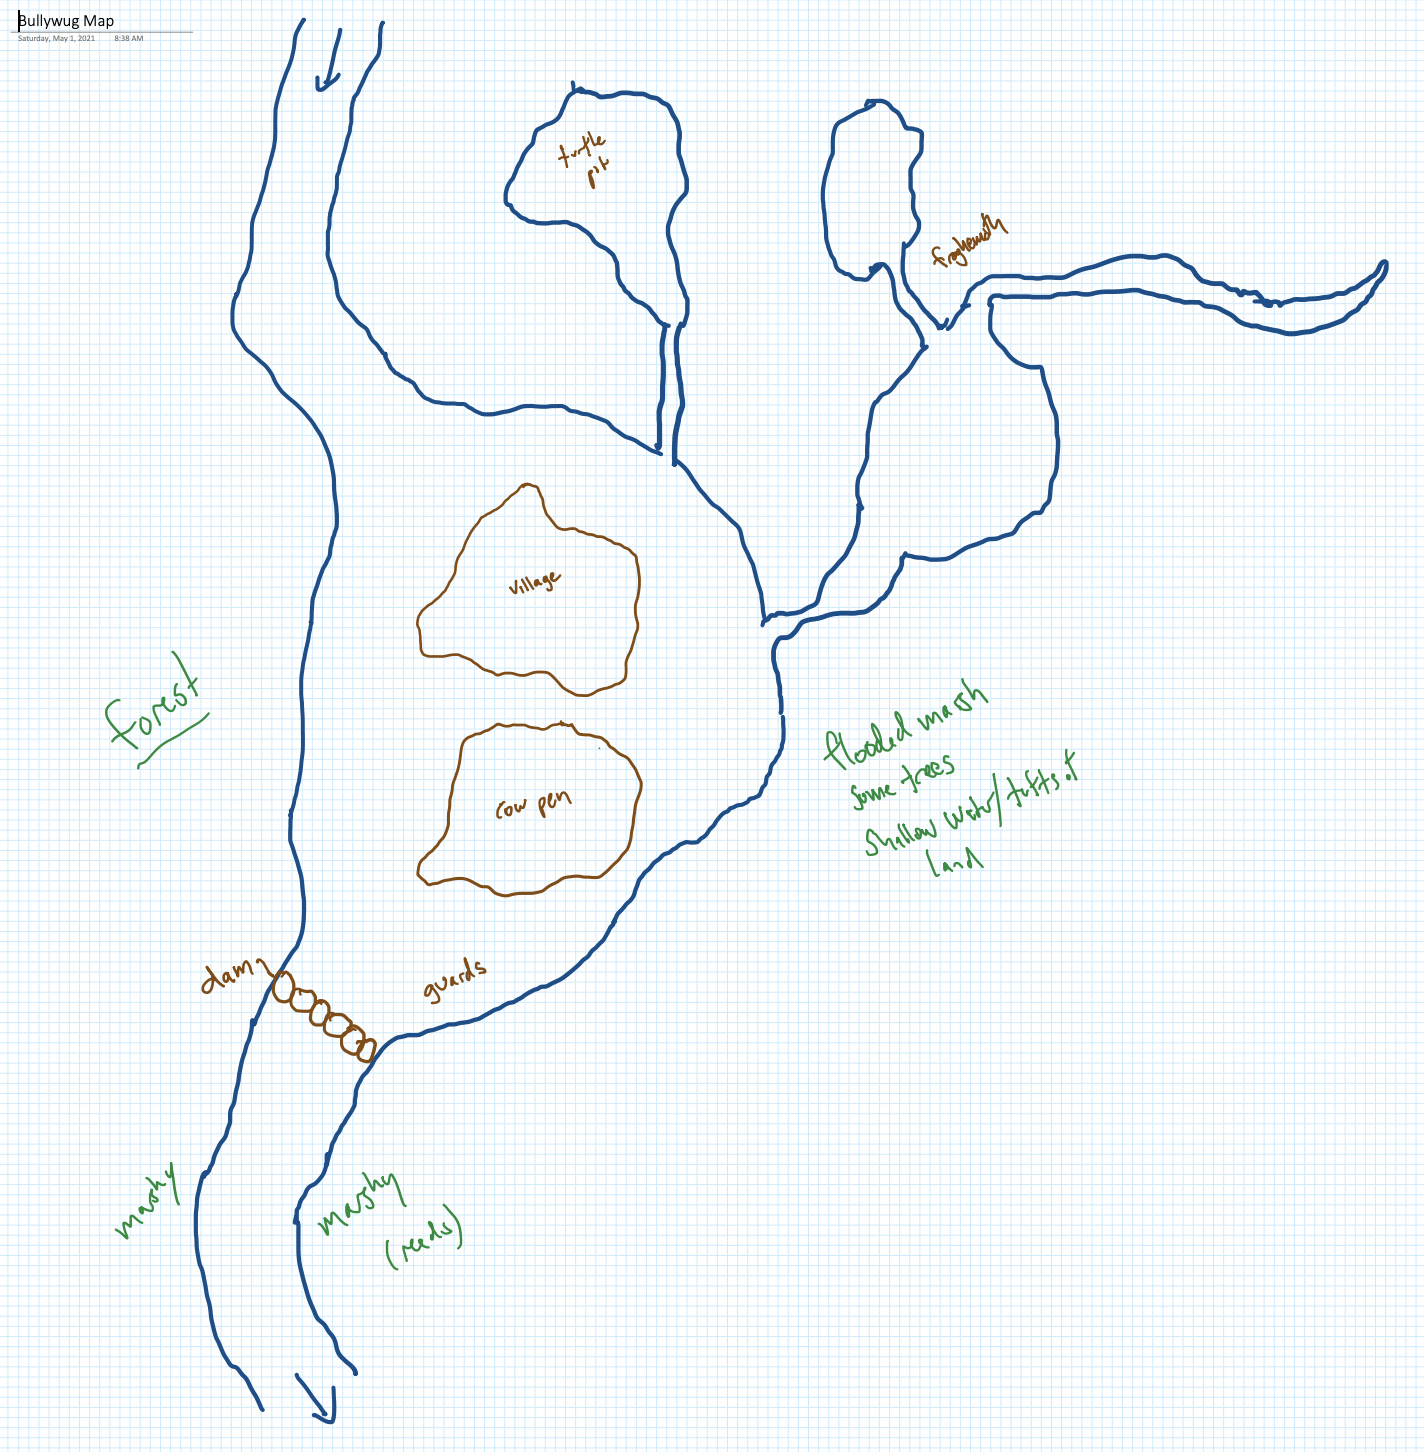 Bullywug Map
Saturday, May 1, 2021 8:38 AM
turtle
pit
froghemoth
village
Forest
flooded marsh
some trees
shallow water/tufts of
land
cow pen
dam
guards
marshy
marshy
(reeds)